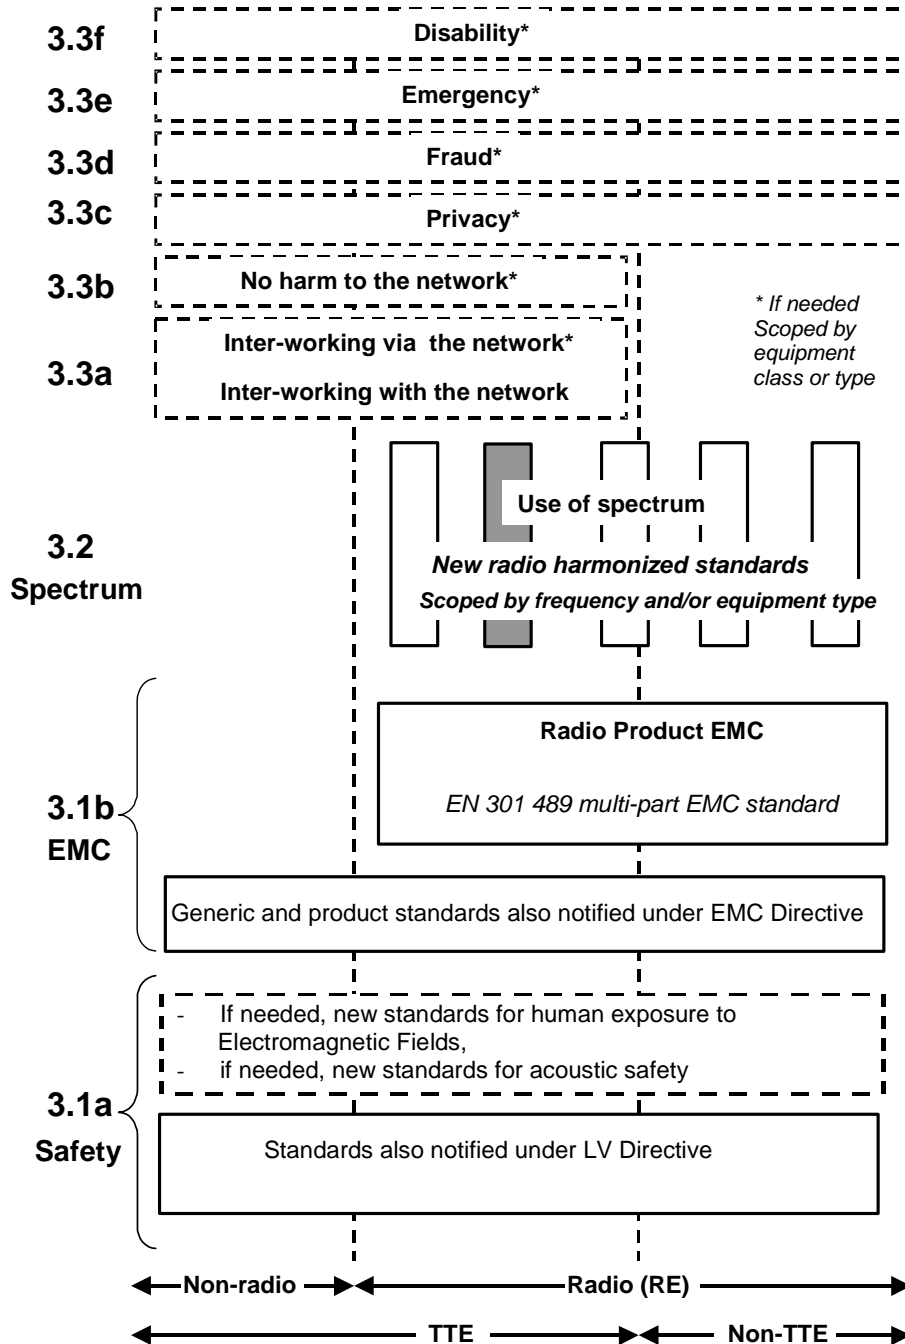 3.3f
Disability*
3.3e
Emergency*
3.3d
Fraud*
3.3c
Privacy*
3.3b
No harm to the network*
* If needed
Scoped by
equipment
class or type
3.3a
Inter-working via the network*
Inter-working with the network
Use of spectrum
3.2
Spectrum
New radio harmonized standards
Scoped by frequency and/or equipment type
Radio Product EMC
3.1b
EMC
EN 301 489 multi-part EMC standard
Generic and product standards also notified under EMC Directive
- If needed, new standards for human exposure to
Electromagnetic Fields,
- if needed, new standards for acoustic safety
3.1a
Safety
Standards also notified under LV Directive
Non-radio
Radio (RE)
TTE
Non-TTE